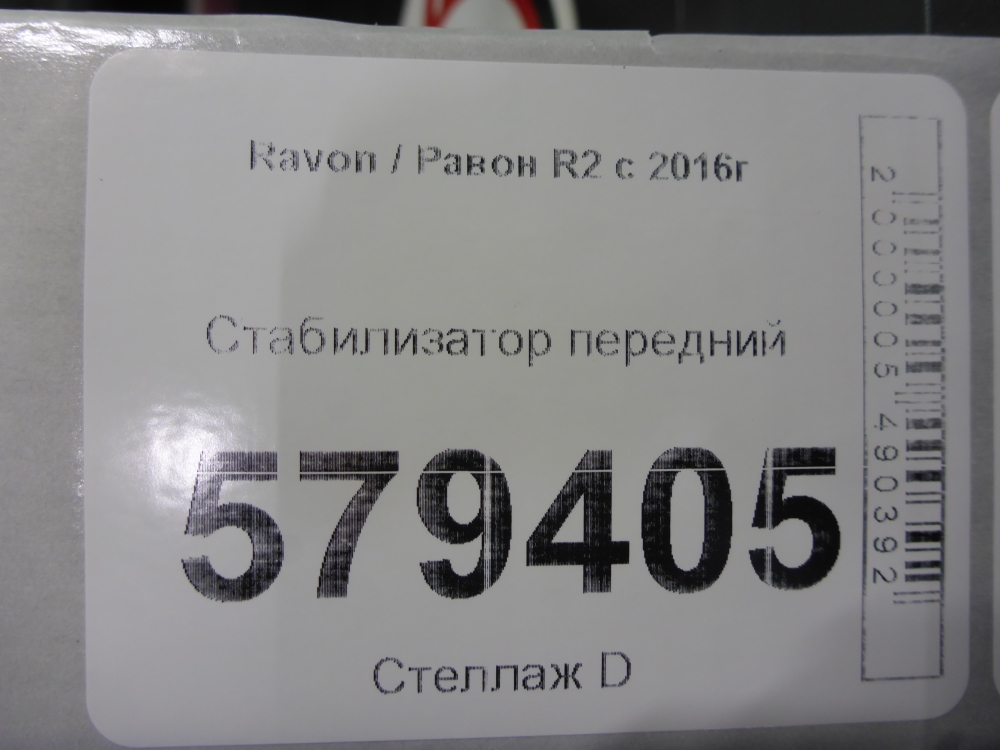 Ravon / Равон R2 с 2016г
Стабилизатор передний
579405
Стеллаж D
2000005490392